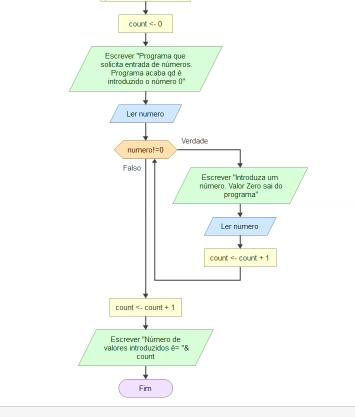 count <- 0
Escrever "Programa que
solicita entrada de números.
Programa acaba qd é
introduzido o número 0"
Ler numero
numero!=0
Verdade
Falso
Escrever "Introduza um
número. Valor Zero sai do
programa"
Ler numero
count <- count + 1
count <- count + 1
Escrever "Número de
valores introduzidos é= "&
count
Fim